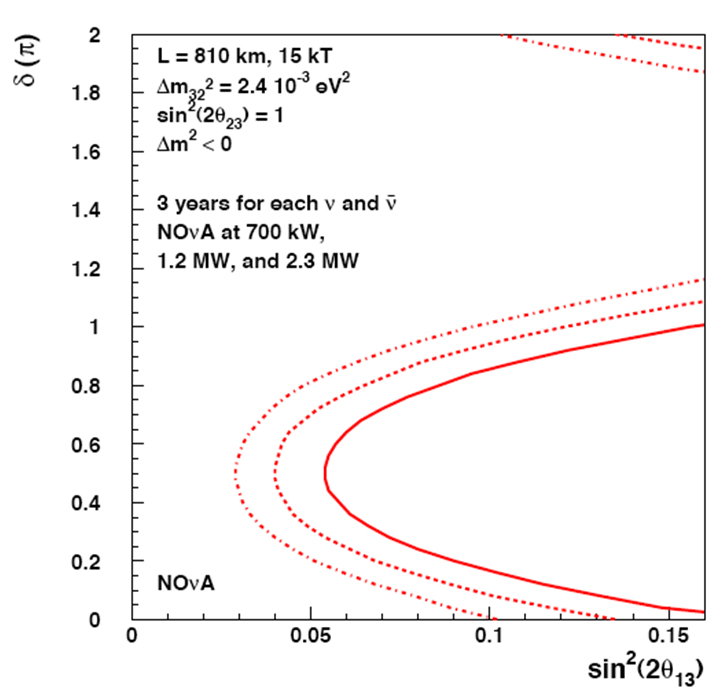 δ (π)
2
1.8
1.6
1.4
1.2
1
0.8
0.6
0.4
0.2
0
L = 810 km, 15 kT
Δm₃₂² = 2.4 10⁻³ eV²
sin²(2θ₂₃) = 1
Δm² < 0
3 years for each ν and ν̄
NOνA at 700 kW,
1.2 MW, and 2.3 MW
NOνA
0 0.05 0.1 0.15
sin²(2θ₁₃)